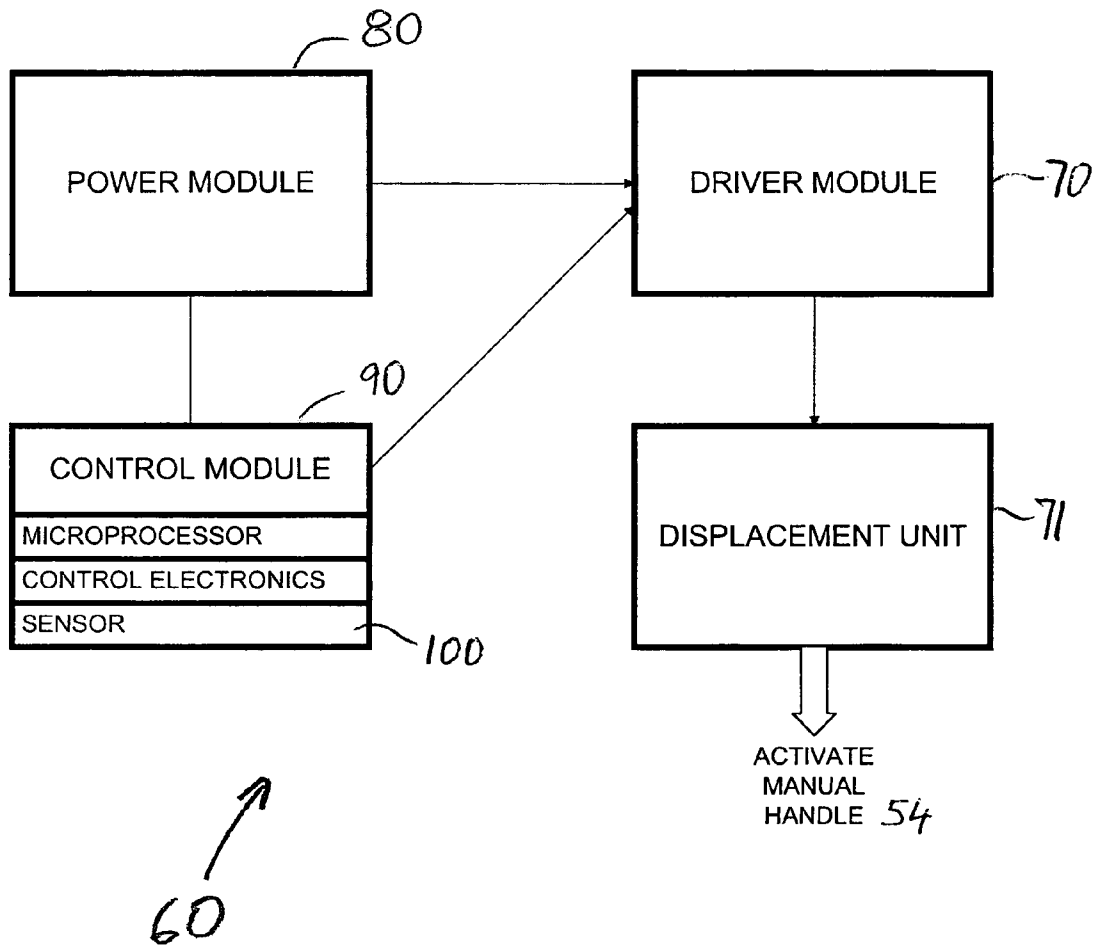 80
POWER MODULE
DRIVER MODULE
70
90
CONTROL MODULE
MICROPROCESSOR
CONTROL ELECTRONICS
SENSOR
100
DISPLACEMENT UNIT
71
ACTIVATE
MANUAL
HANDLE 54
60